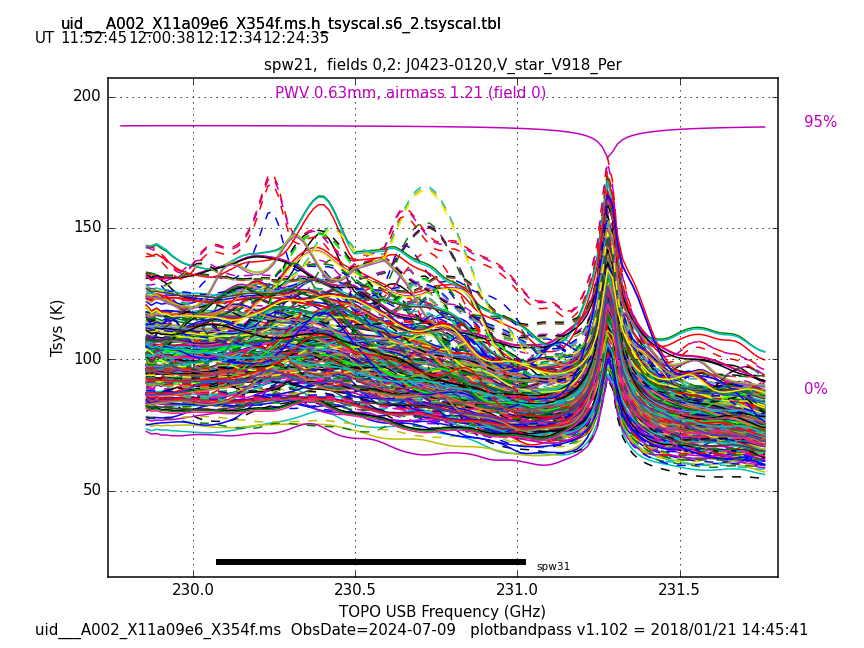 uid___A002_X11a09e6_X354f.ms.h_tsyscal.s6_2.tsyscal.tbl
UT 11:52:45 12:00:38 12:12:34 12:24:35
spw21, fields 0,2: J0423-0120,V_star_V918_Per
PWV 0.63mm, airmass 1.21 (field 0)
200
95%
150
Tsys (K)
100
0%
50
spw31
230.0 230.5 231.0 231.5
TOPO USB Frequency (GHz)
uid___A002_X11a09e6_X354f.ms ObsDate=2024-07-09 plotbandpass v1.102 = 2018/01/21 14:45:41